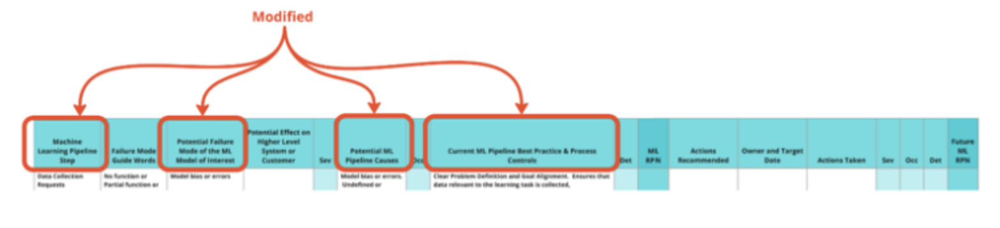 Modified
Machine
Learning Pipeline
Step
Failure Mode
Guide Words
Potential Failure
Mode of the ML
Model of Interest
Potential Effect on
Higher Level
System or
Customer
Sev
Potential ML
Pipeline Causes
Occ
Current ML Pipeline Best Practice & Process
Controls
Det
ML
RPN
Actions
Recommended
Owner and Target
Date
Actions Taken
Sev
Occ
Det
Future
ML
RPN
Data Collection
Requests
No function or
Partial function or
Model bias or errors
Model bias or errors.
Undefined or
Clear Problem Definition and Goal Alignment. Ensures that
data relevant to the learning task is collected,